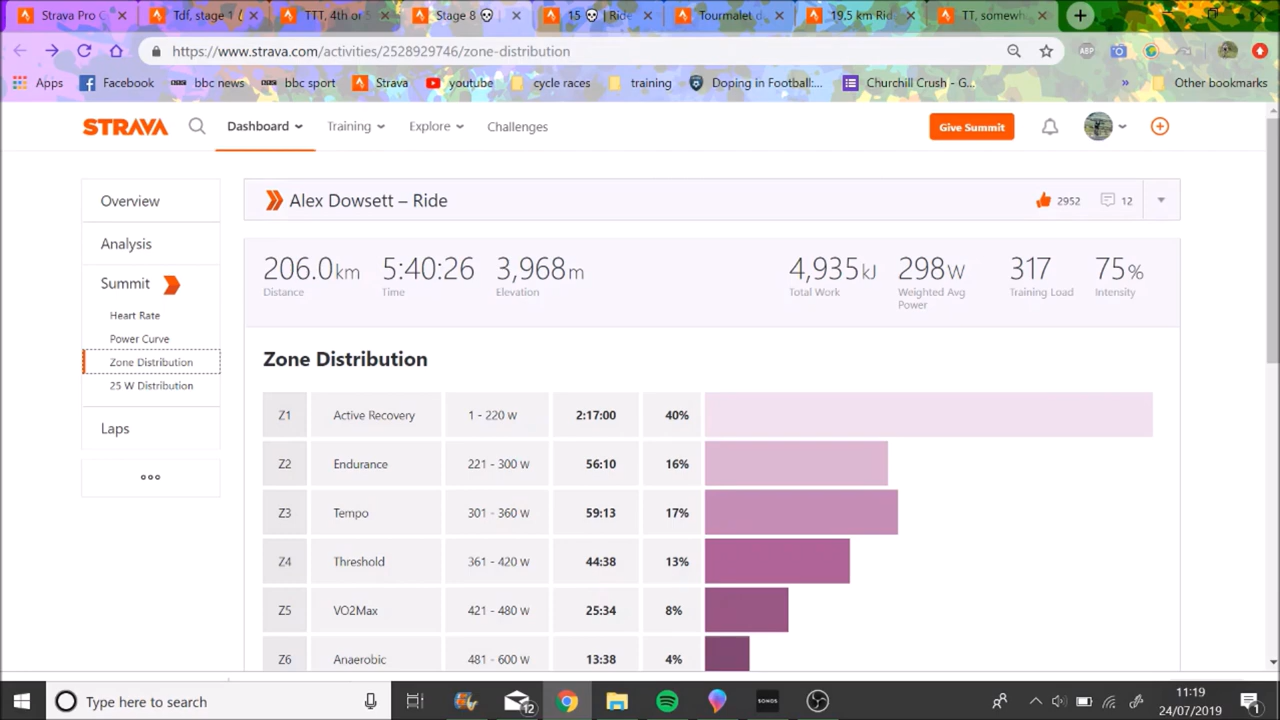 Strava Pro C
Tdf, stage 1 (
TTT, 4th or 5
Stage 8
15 | Ride
Tourmalet d
19,5 km Rid
TT, somewh
https://www.strava.com/activities/2528929746/zone-distribution
ABP
Apps
Facebook
BBC bbc news
BBC bbc sport
Strava
youtube
cycle races
training
Doping in Football:...
Churchill Crush - G...
»
Other bookmarks
STRAVA
Dashboard
Training
Explore
Challenges
Give Summit
Overview
Analysis
Summit
Heart Rate
Power Curve
Zone Distribution
25 W Distribution
Laps
Alex Dowsett – Ride
2952
12
206.0km 5:40:26 3,968m 4,935kJ 298W 317 75%
Distance Time Elevation Total Work Weighted Avg Power Training Load Intensity
Zone Distribution
Z1 Active Recovery 1 - 220 W 2:17:00 40%
Z2 Endurance 221 - 300 W 56:10 16%
Z3 Tempo 301 - 360 W 59:13 17%
Z4 Threshold 361 - 420 W 44:38 13%
Z5 VO2Max 421 - 480 W 25:34 8%
Z6 Anaerobic 481 - 600 W 13:38 4%
Type here to search
12
SONOS
11:19
24/07/2019
1